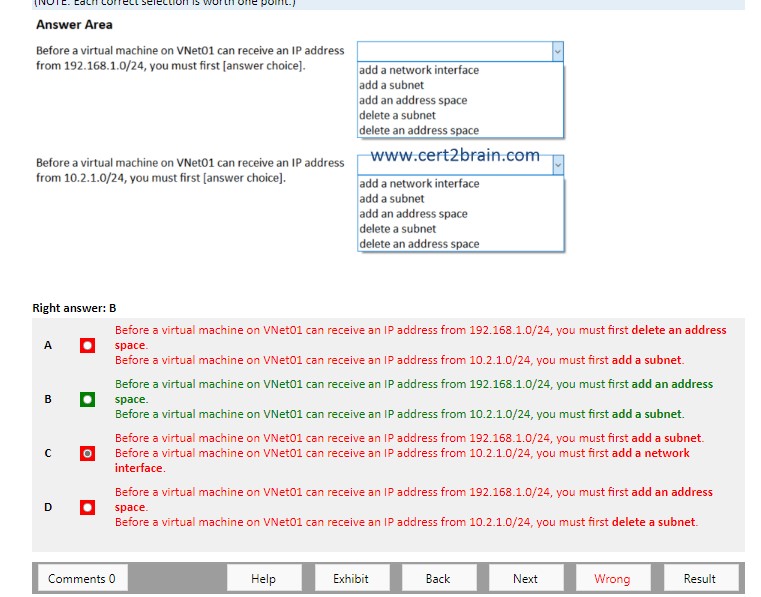 (NOTE: Each correct selection is worth one point.)
Answer Area
Before a virtual machine on VNet01 can receive an IP address
from 192.168.1.0/24, you must first [answer choice].
add a network interface
add a subnet
add an address space
delete a subnet
delete an address space
www.cert2brain.com
Before a virtual machine on VNet01 can receive an IP address
from 10.2.1.0/24, you must first [answer choice].
add a network interface
add a subnet
add an address space
delete a subnet
delete an address space
Right answer: B
A
Before a virtual machine on VNet01 can receive an IP address from 192.168.1.0/24, you must first delete an address
space.
Before a virtual machine on VNet01 can receive an IP address from 10.2.1.0/24, you must first add a subnet.
B
Before a virtual machine on VNet01 can receive an IP address from 192.168.1.0/24, you must first add an address
space.
Before a virtual machine on VNet01 can receive an IP address from 10.2.1.0/24, you must first add a subnet.
C
Before a virtual machine on VNet01 can receive an IP address from 192.168.1.0/24, you must first add a subnet.
Before a virtual machine on VNet01 can receive an IP address from 10.2.1.0/24, you must first add a network
interface.
D
Before a virtual machine on VNet01 can receive an IP address from 192.168.1.0/24, you must first add an address
space.
Before a virtual machine on VNet01 can receive an IP address from 10.2.1.0/24, you must first delete a subnet.
Comments 0
Help
Exhibit
Back
Next
Wrong
Result